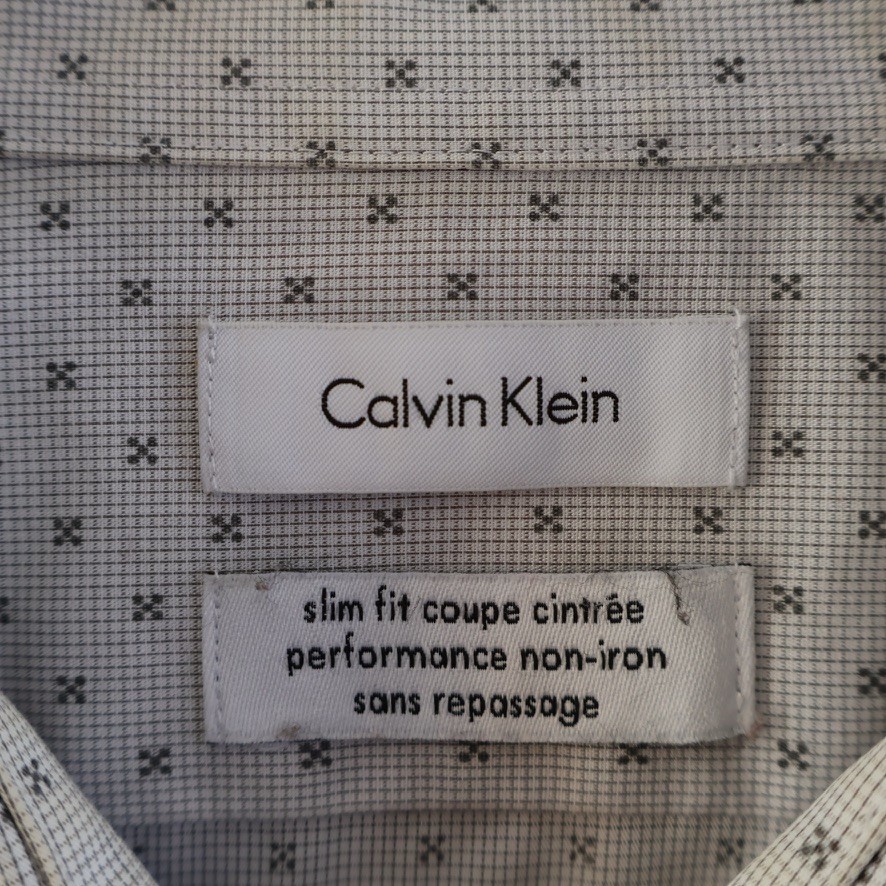 Calvin Klein
slim fit coupe cintrée
performance non-iron
sans repassage